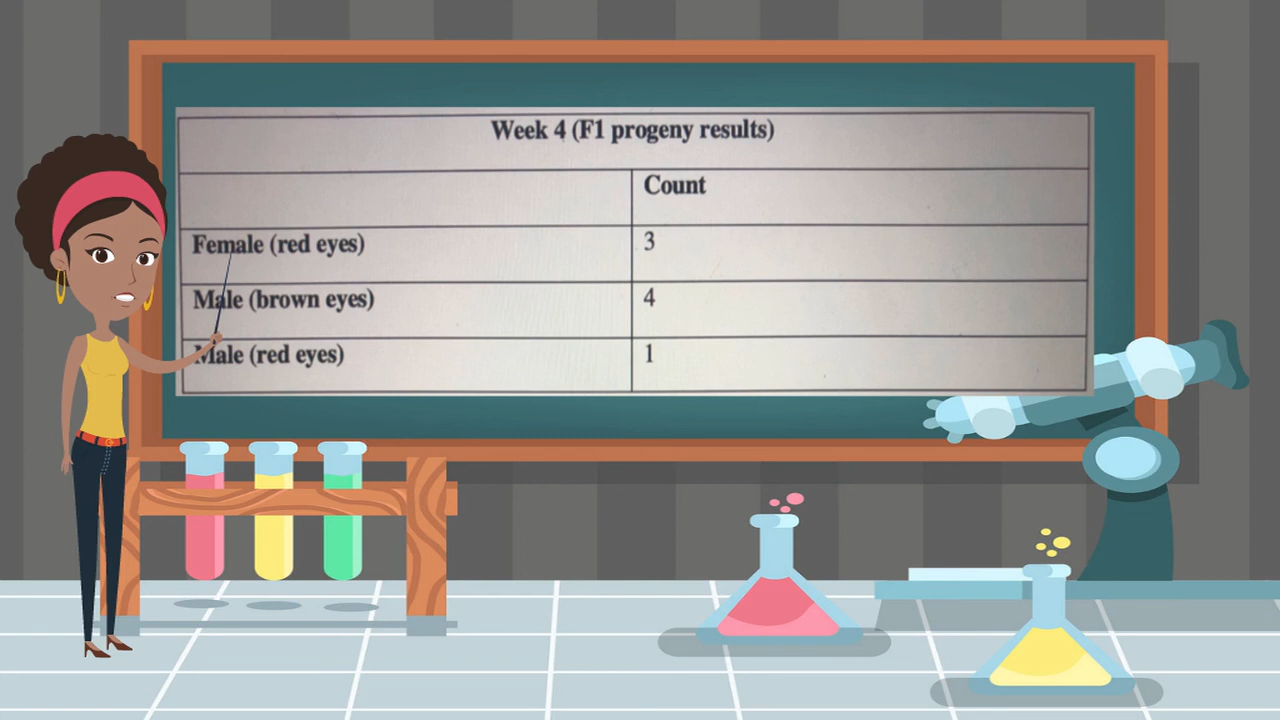 Week 4 (F1 progeny results)
Count
Female (red eyes) 3
Male (brown eyes) 4
Male (red eyes) 1